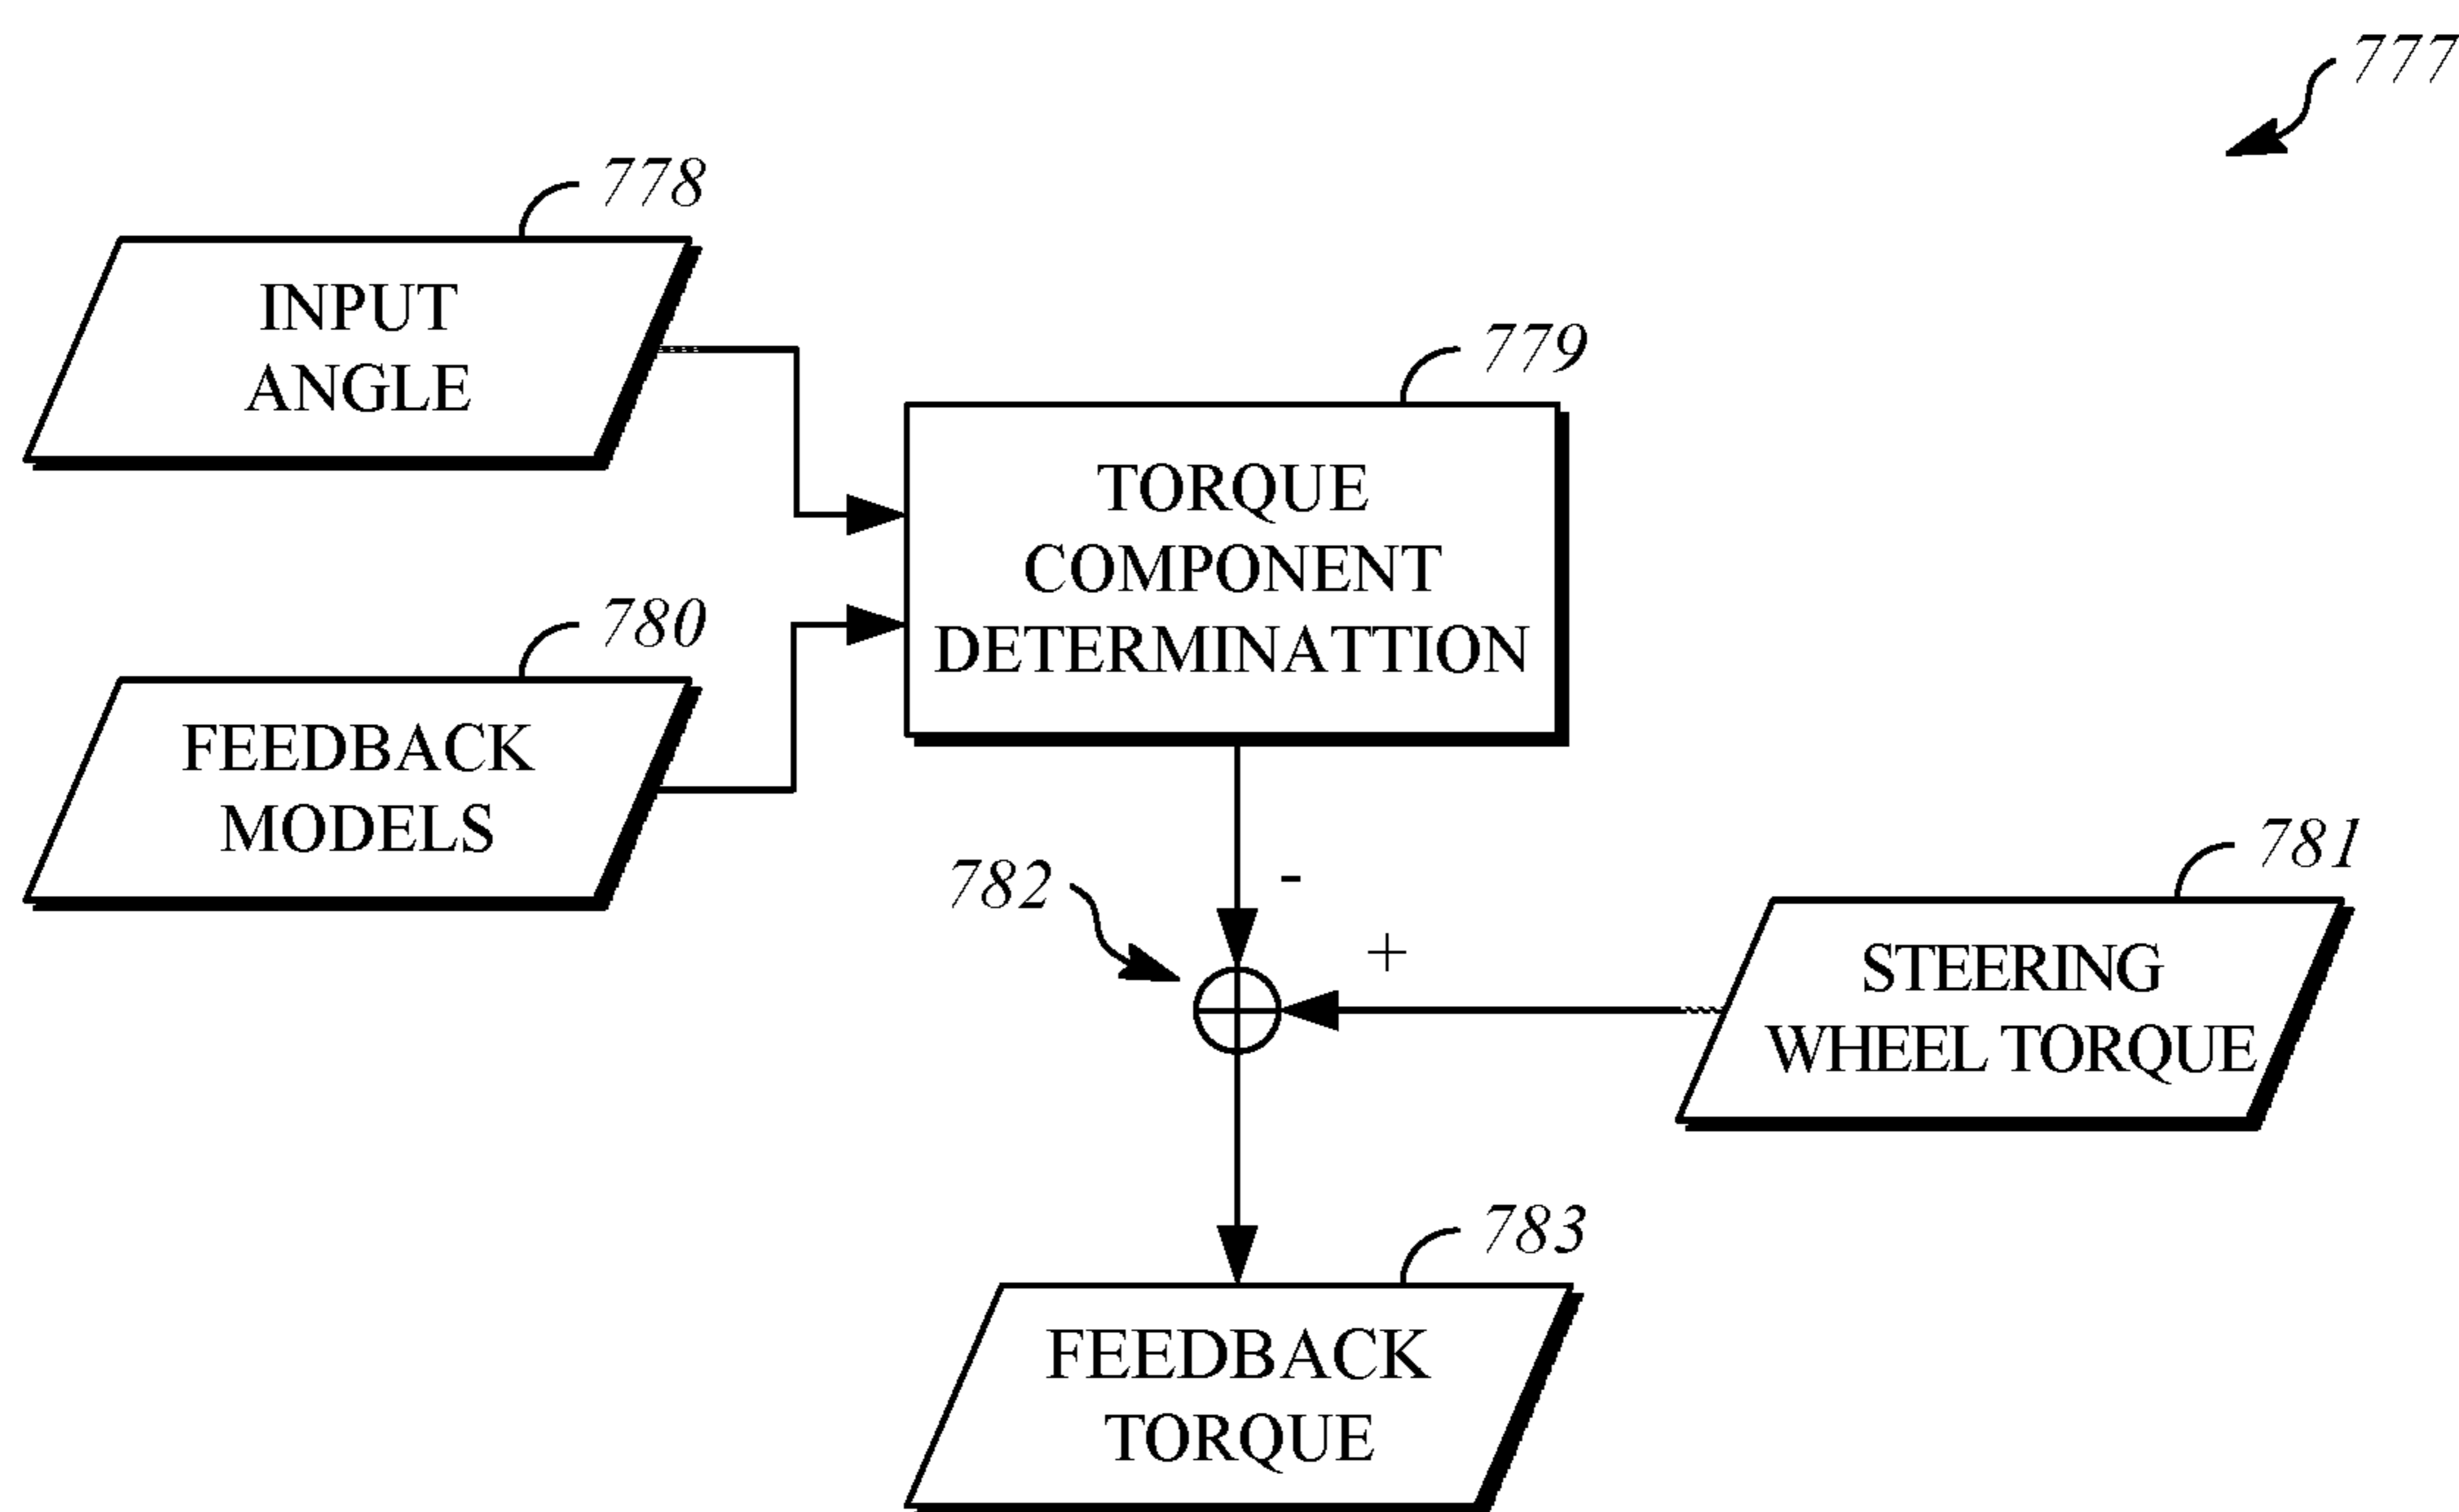 777
778
INPUT
ANGLE
779
TORQUE
COMPONENT
DETERMINATTION
780
FEEDBACK
MODELS
781
782
-
+
STEERING
WHEEL TORQUE
783
FEEDBACK
TORQUE